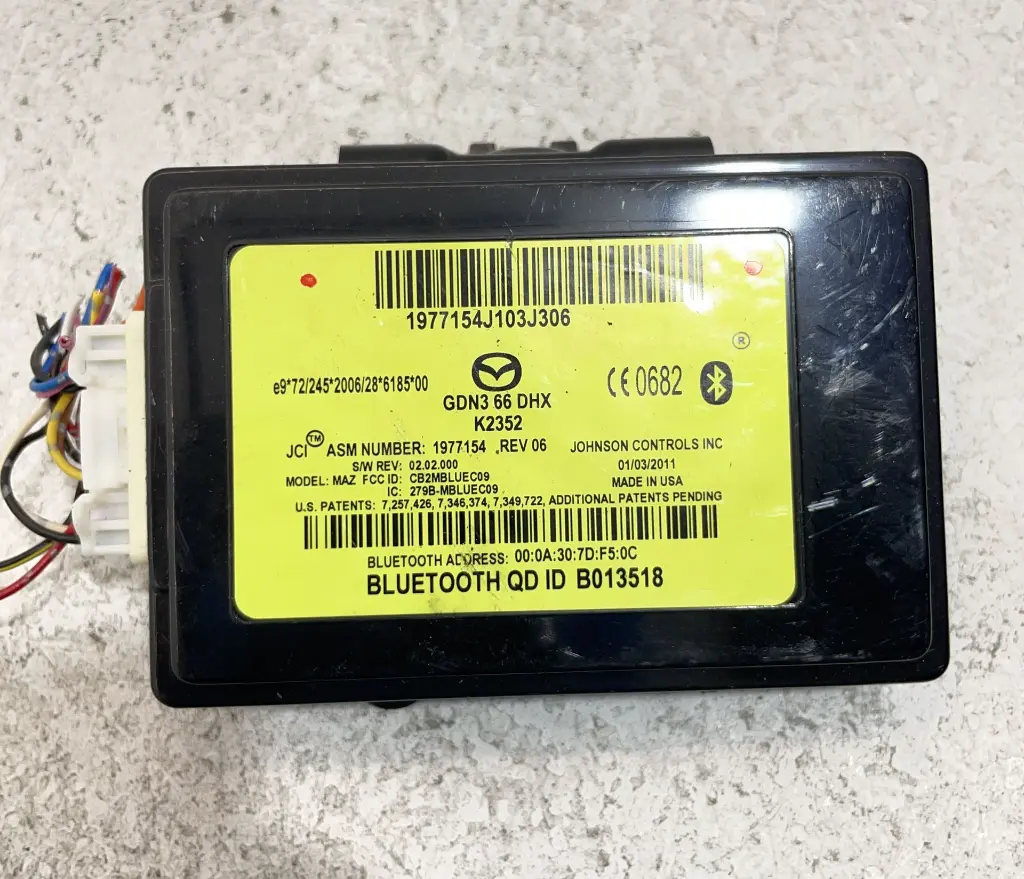 1977154J103J306
®
e9*72/245*2006/28*6185*00
CE 0682
GDN3 66 DHX
K2352
JCI™ ASM NUMBER: 1977154 REV 06
JOHNSON CONTROLS INC
S/W REV: 02.02.000
01/03/2011
MODEL: MAZ FCC ID: CB2MBLUEC09
MADE IN USA
IC: 279B-MBLUEC09
U.S. PATENTS: 7,257,426, 7,346,374, 7,349,722, ADDITIONAL PATENTS PENDING
BLUETOOTH ADDRESS: 00:0A:30:7D:F5:0C
BLUETOOTH QD ID B013518